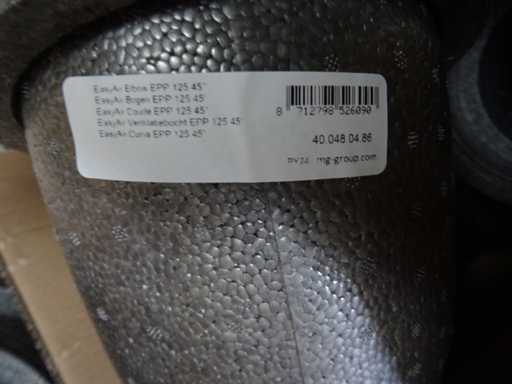 EasyAir Elbow EPP 125 45°
EasyAir Bogen EPP 125 45°
EasyAir Coude EPP 125 45°
EasyAir Ventilatiebocht EPP 125 45°
EasyAir Curva EPP 125 45°
8 712798 526090
40.048.04.86
mg-group.com